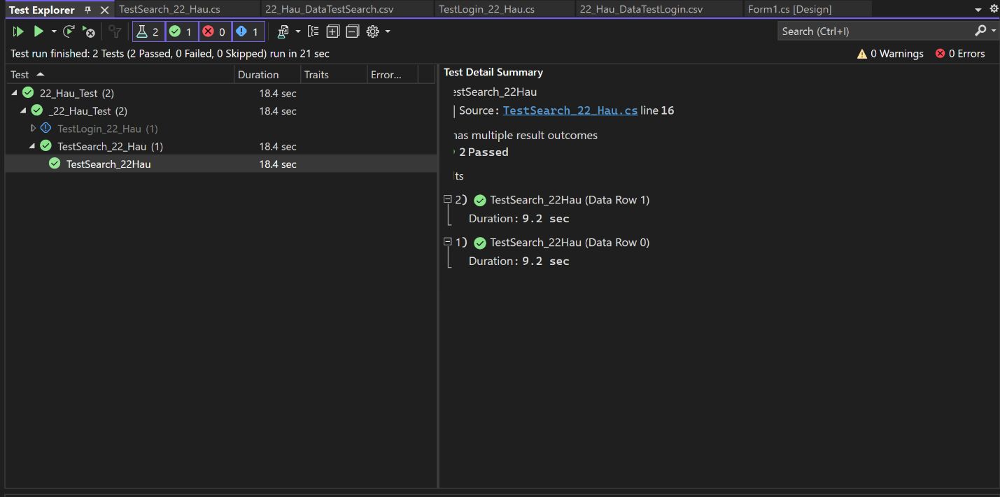 Test Explorer TestSearch_22_Hau.cs 22_Hau_DataTestSearch.csv TestLogin_22_Hau.cs 22_Hau_DataTestLogin.csv Form1.cs [Design]
2 1 0 1 Search (Ctrl+I)
Test run finished: 2 Tests (2 Passed, 0 Failed, 0 Skipped) run in 21 sec 0 Warnings 0 Errors
Test Duration Traits Error...
22_Hau_Test (2) 18.4 sec
_22_Hau_Test (2) 18.4 sec
TestLogin_22_Hau (1)
TestSearch_22_Hau (1) 18.4 sec
TestSearch_22Hau 18.4 sec
Test Detail Summary
estSearch_22Hau
Source: TestSearch_22_Hau.cs line 16
has multiple result outcomes
2 Passed
lts
2) TestSearch_22Hau (Data Row 1)
Duration: 9.2 sec
1) TestSearch_22Hau (Data Row 0)
Duration: 9.2 sec